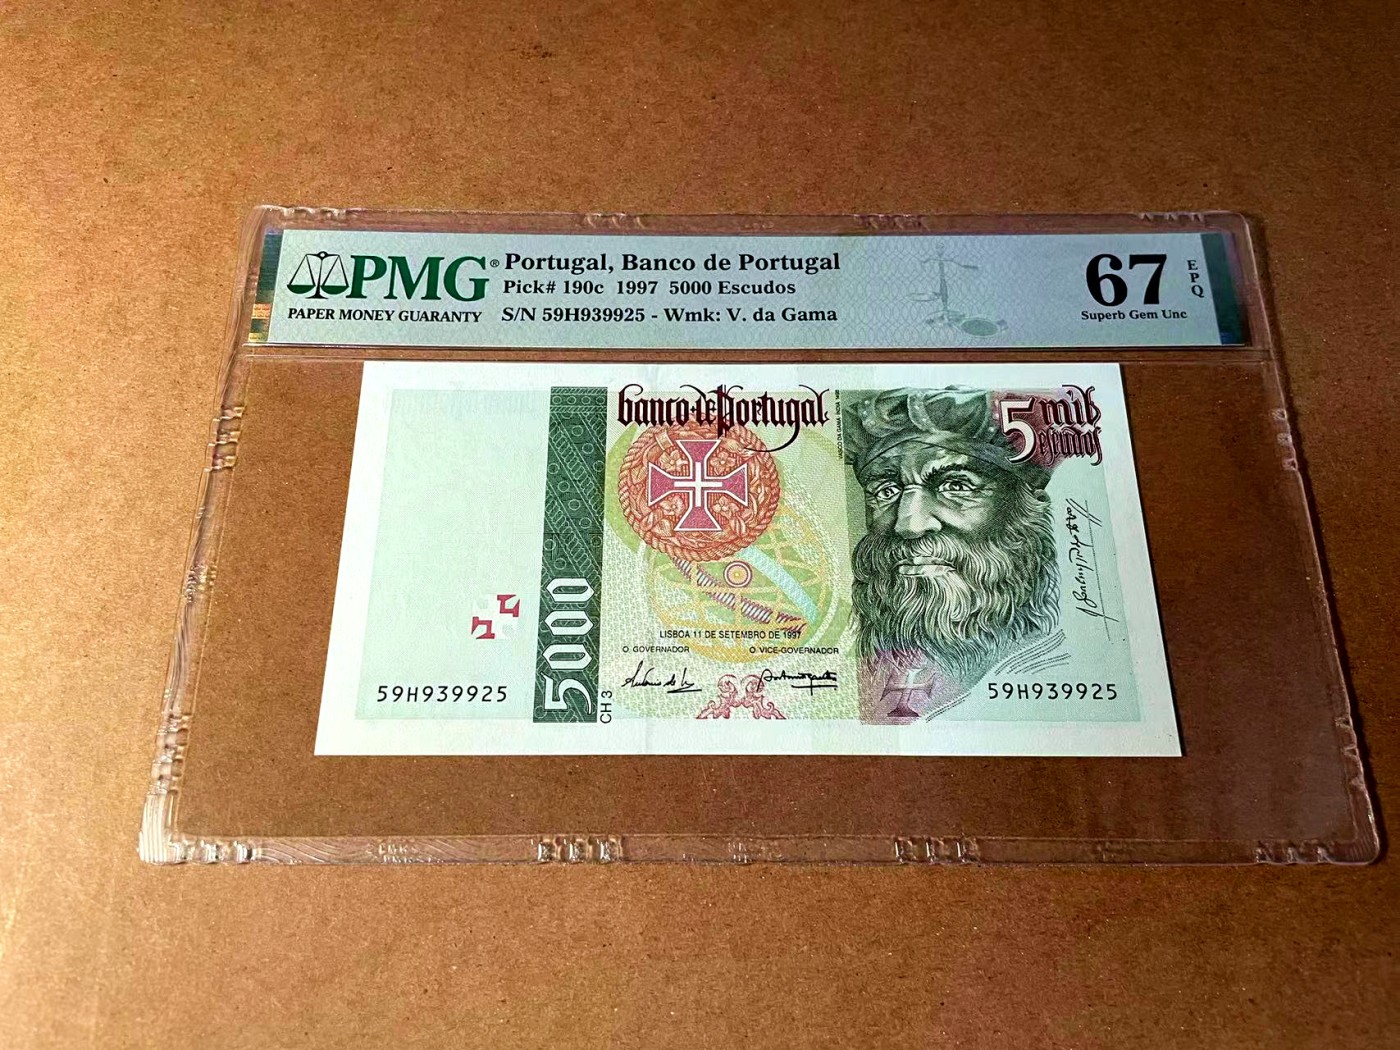 PMG®
PAPER MONEY GUARANTY
Portugal, Banco de Portugal
Pick# 190c 1997 5000 Escudos
S/N 59H939925 - Wmk: V. da Gama
67
EPQ
Superb Gem Unc
banco de Portugal
5 mil
escudos
5000
CH 3
LISBOA 11 DE SETEMBRO DE 1997
O GOVERNADOR O VICE-GOVERNADOR
59H939925
59H939925